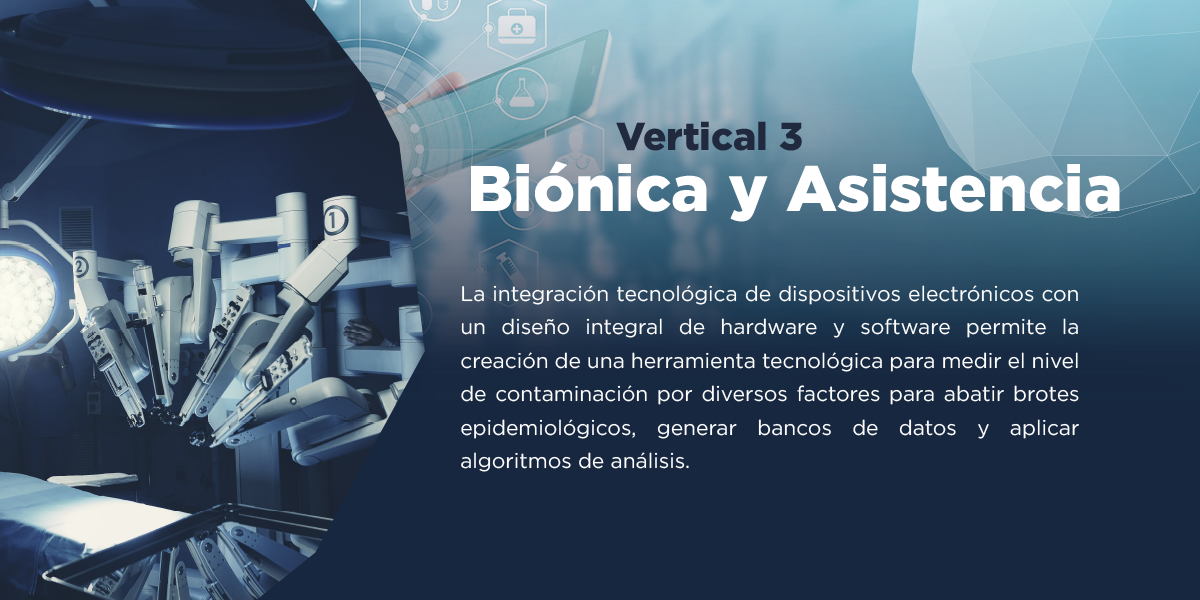 Vertical 3
Biónica y Asistencia
La integración tecnológica de dispositivos electrónicos con
un diseño integral de hardware y software permite la
creación de una herramienta tecnológica para medir el nivel
de contaminación por diversos factores para abatir brotes
epidemiológicos, generar bancos de datos y aplicar
algoritmos de análisis.
1
2